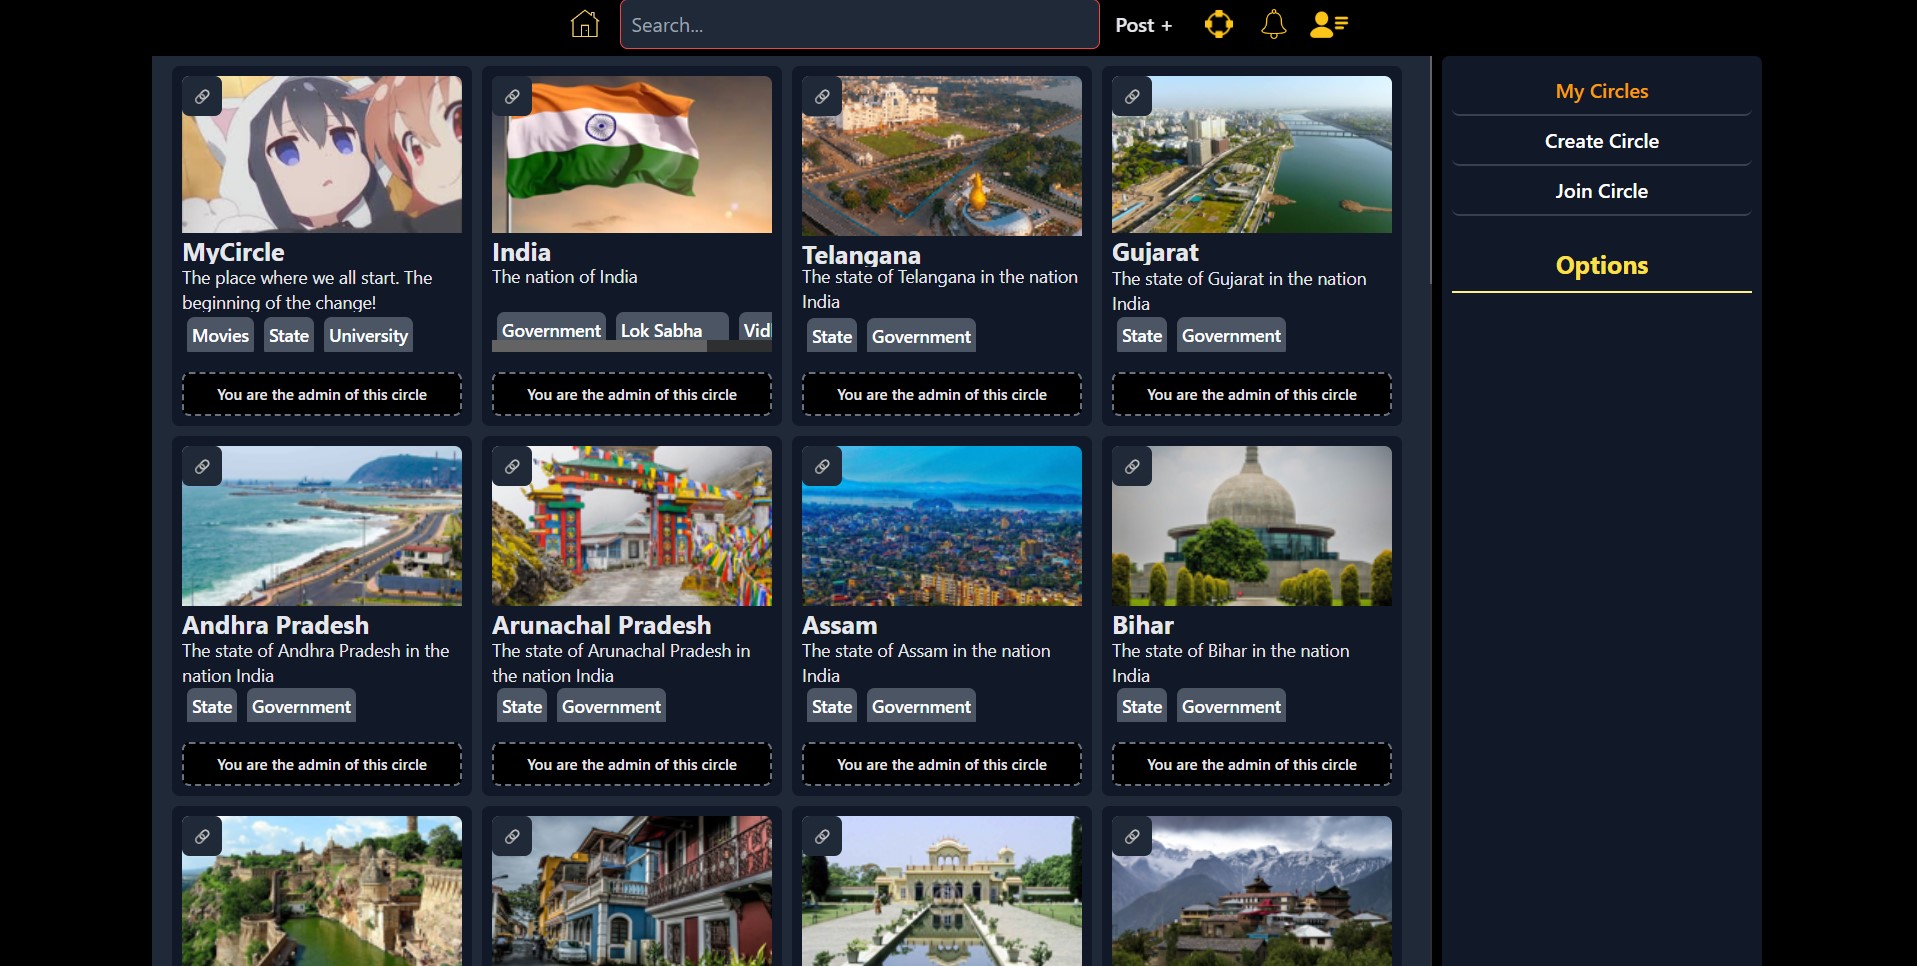 Search...
Post +
MyCircle
The place where we all start. The
beginning of the change!
Movies
State
University
You are the admin of this circle
India
The nation of India
Government
Lok Sabha
You are the admin of this circle
Telangana
The state of Telangana in the nation
India
State
Government
You are the admin of this circle
Gujarat
The state of Gujarat in the nation
India
State
Government
You are the admin of this circle
Andhra Pradesh
The state of Andhra Pradesh in the
nation India
State
Government
You are the admin of this circle
Arunachal Pradesh
The state of Arunachal Pradesh in
the nation India
State
Government
You are the admin of this circle
Assam
The state of Assam in the nation
India
State
Government
You are the admin of this circle
Bihar
The state of Bihar in the nation
India
State
Government
You are the admin of this circle
My Circles
Create Circle
Join Circle
Options